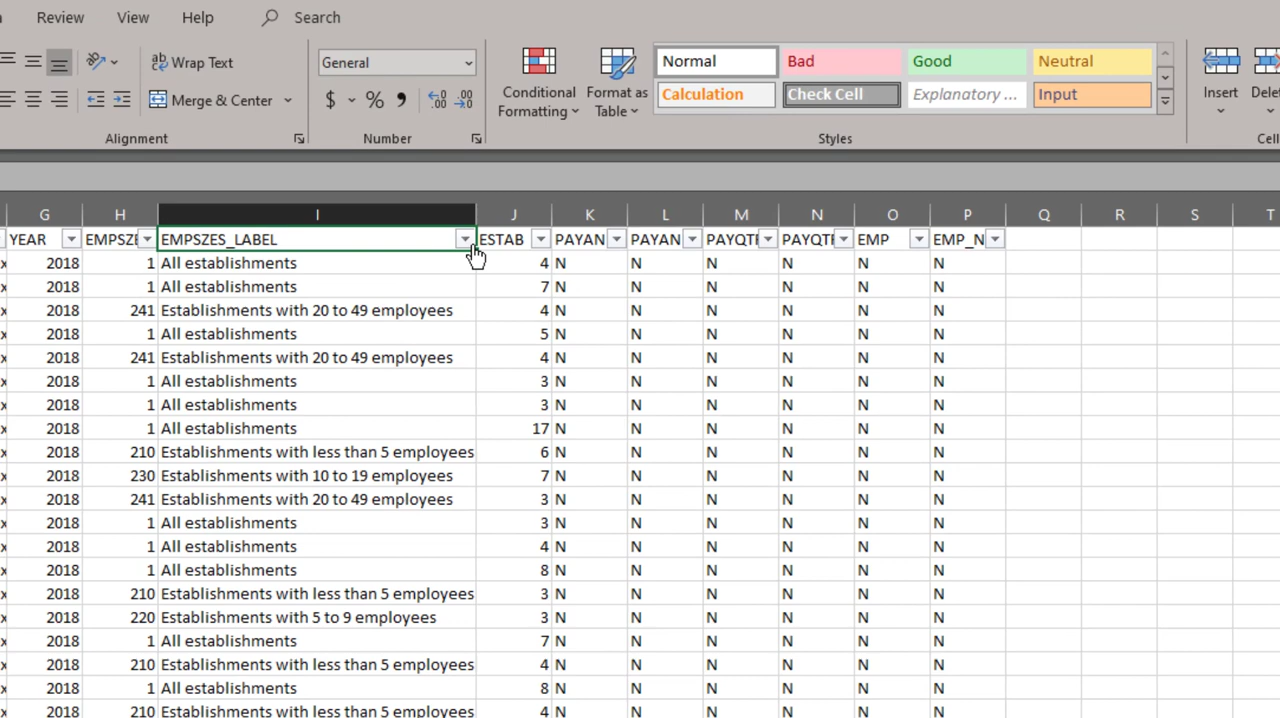 Review View Help Search
ab Wrap Text General Normal Bad Good Neutral
Merge & Center $ % Conditional Formatting Format as Table Calculation Check Cell Explanatory ... Input Insert
Alignment Number Styles
G H I J K L M N O P Q R S T
YEAR EMPSZE EMPSZES_LABEL ESTAB PAYAN PAYAN PAYQTF PAYQTF EMP EMP_N
x 2018 1 All establishments 4 N N N N N N
x 2018 1 All establishments 7 N N N N N N
x 2018 241 Establishments with 20 to 49 employees 4 N N N N N N
x 2018 1 All establishments 5 N N N N N N
x 2018 241 Establishments with 20 to 49 employees 4 N N N N N N
x 2018 1 All establishments 3 N N N N N N
x 2018 1 All establishments 3 N N N N N N
x 2018 1 All establishments 17 N N N N N N
x 2018 210 Establishments with less than 5 employees 6 N N N N N N
x 2018 230 Establishments with 10 to 19 employees 7 N N N N N N
x 2018 241 Establishments with 20 to 49 employees 3 N N N N N N
x 2018 1 All establishments 3 N N N N N N
x 2018 1 All establishments 4 N N N N N N
x 2018 1 All establishments 8 N N N N N N
x 2018 210 Establishments with less than 5 employees 3 N N N N N N
x 2018 220 Establishments with 5 to 9 employees 3 N N N N N N
x 2018 1 All establishments 7 N N N N N N
x 2018 210 Establishments with less than 5 employees 4 N N N N N N
x 2018 1 All establishments 8 N N N N N N
x 2018 210 Establishments with less than 5 employees 4 N N N N N N